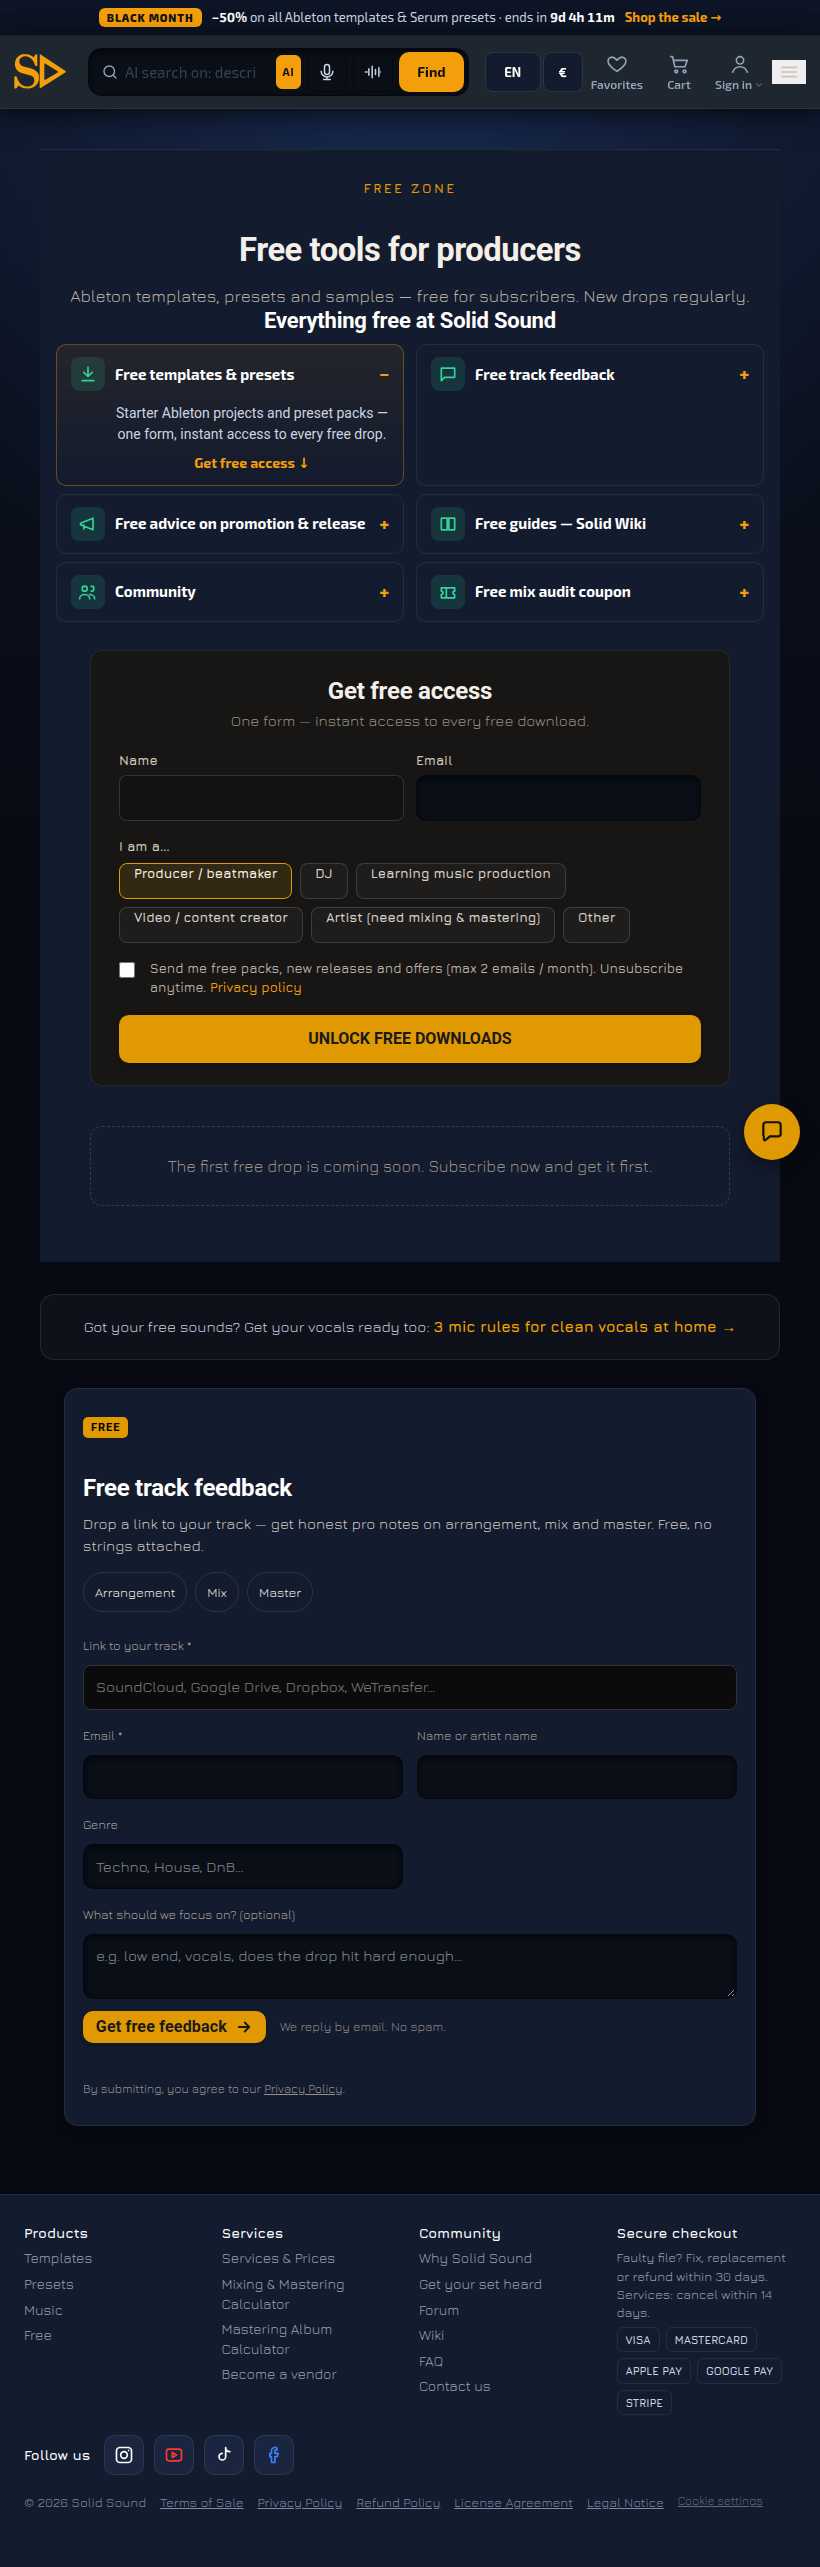 BLACK MONTH −50% on all Ableton templates & Serum presets · ends in 9d 4h 11m Shop the sale →
AI search on: descri AI Find EN € Favorites Cart Sign in
FREE ZONE
Free tools for producers
Ableton templates, presets and samples — free for subscribers. New drops regularly.
Everything free at Solid Sound
Free templates & presets −
Starter Ableton projects and preset packs —
one form, instant access to every free drop.
Get free access ↓
Free track feedback +
Free advice on promotion & release +
Free guides — Solid Wiki +
Community +
Free mix audit coupon +
Get free access
One form — instant access to every free download.
Name Email
I am a...
Producer / beatmaker DJ Learning music production
Video / content creator Artist (need mixing & mastering) Other
Send me free packs, new releases and offers (max 2 emails / month). Unsubscribe
anytime. Privacy policy
UNLOCK FREE DOWNLOADS
The first free drop is coming soon. Subscribe now and get it first.
Got your free sounds? Get your vocals ready too: 3 mic rules for clean vocals at home →
FREE
Free track feedback
Drop a link to your track — get honest pro notes on arrangement, mix and master. Free, no
strings attached.
Arrangement Mix Master
Link to your track *
SoundCloud, Google Drive, Dropbox, WeTransfer...
Email * Name or artist name
Genre
Techno, House, DnB...
What should we focus on? (optional)
e.g. low end, vocals, does the drop hit hard enough...
Get free feedback → We reply by email. No spam.
By submitting, you agree to our Privacy Policy.
Products
Templates
Presets
Music
Free
Services
Services & Prices
Mixing & Mastering
Calculator
Mastering Album
Calculator
Become a vendor
Community
Why Solid Sound
Get your set heard
Forum
Wiki
FAQ
Contact us
Secure checkout
Faulty file? Fix, replacement
or refund within 30 days.
Services: cancel within 14
days.
VISA MASTERCARD
APPLE PAY GOOGLE PAY
STRIPE
Follow us
© 2026 Solid Sound Terms of Sale Privacy Policy Refund Policy License Agreement Legal Notice Cookie settings